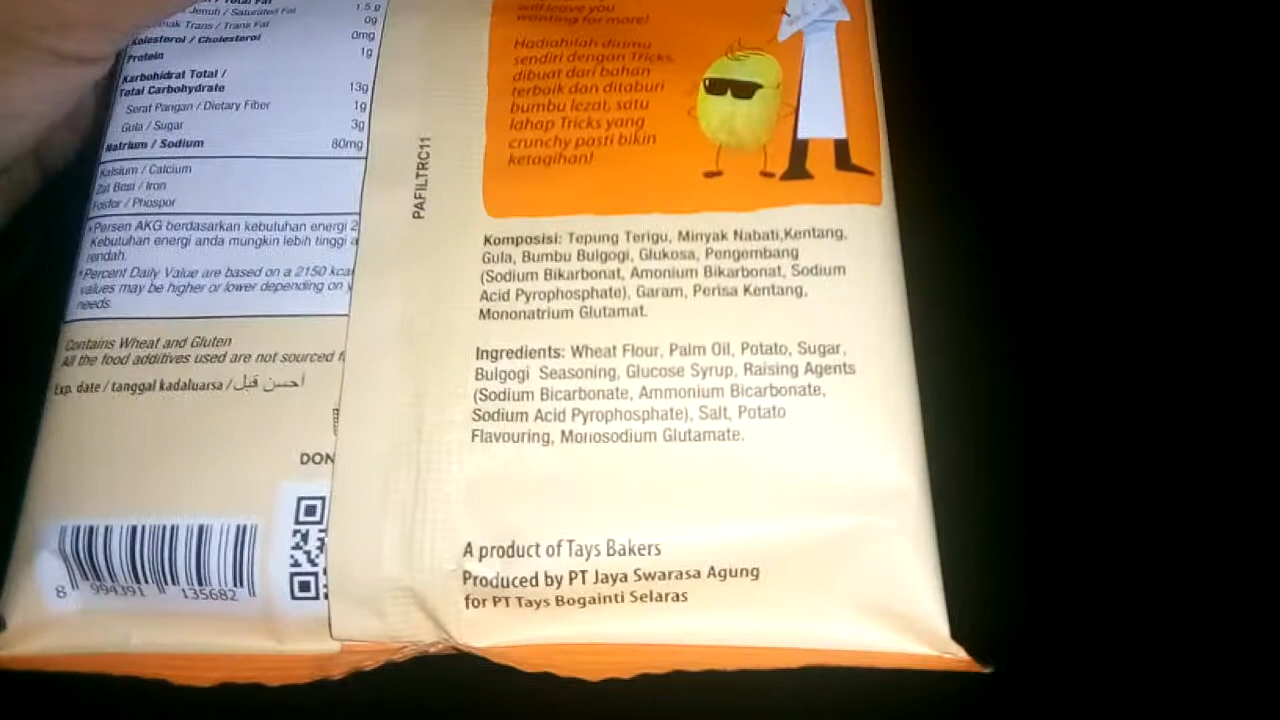 Jenuh / Saturated Fat 1.5 g
Trans / Trans Fat 0g
Kolesterol / Cholesterol 0mg
Protein 1g
Karbohidrat Total /
Total Carbohydrate 13g
Serat Pangan / Dietary Fiber 1g
Gula / Sugar 3g
Natrium / Sodium 80mg
Kalsium / Calcium
Zat Besi / Iron
Fosfor / Phospor
*Persen AKG berdasarkan kebutuhan energi 2
Kebutuhan energi anda mungkin lebih tinggi a
rendah.
*Percent Daily Value are based on a 2150 kcal
values may be higher or lower depending on y
needs.
Contains Wheat and Gluten
All the food additives used are not sourced f
Exp. date / tanggal kadaluarsa / أحسن قبل
DON
8 994391 135682
PAFILTRC11
will leave you
wanting for more!
Hadiahilah dirimu
sendiri dengan Tricks,
dibuat dari bahan
terbaik dan ditaburi
bumbu lezat, satu
lahap Tricks yang
crunchy pasti bikin
ketagihan!
Komposisi: Tepung Terigu, Minyak Nabati,Kentang,
Gula, Bumbu Bulgogi, Glukosa, Pengembang
(Sodium Bikarbonat, Amonium Bikarbonat, Sodium
Acid Pyrophosphate), Garam, Perisa Kentang,
Mononatrium Glutamat.
Ingredients: Wheat Flour, Palm Oil, Potato, Sugar,
Bulgogi Seasoning, Glucose Syrup, Raising Agents
(Sodium Bicarbonate, Ammonium Bicarbonate,
Sodium Acid Pyrophosphate), Salt, Potato
Flavouring, Monosodium Glutamate.
A product of Tays Bakers
Produced by PT Jaya Swarasa Agung
for PT Tays Bogainti Selaras